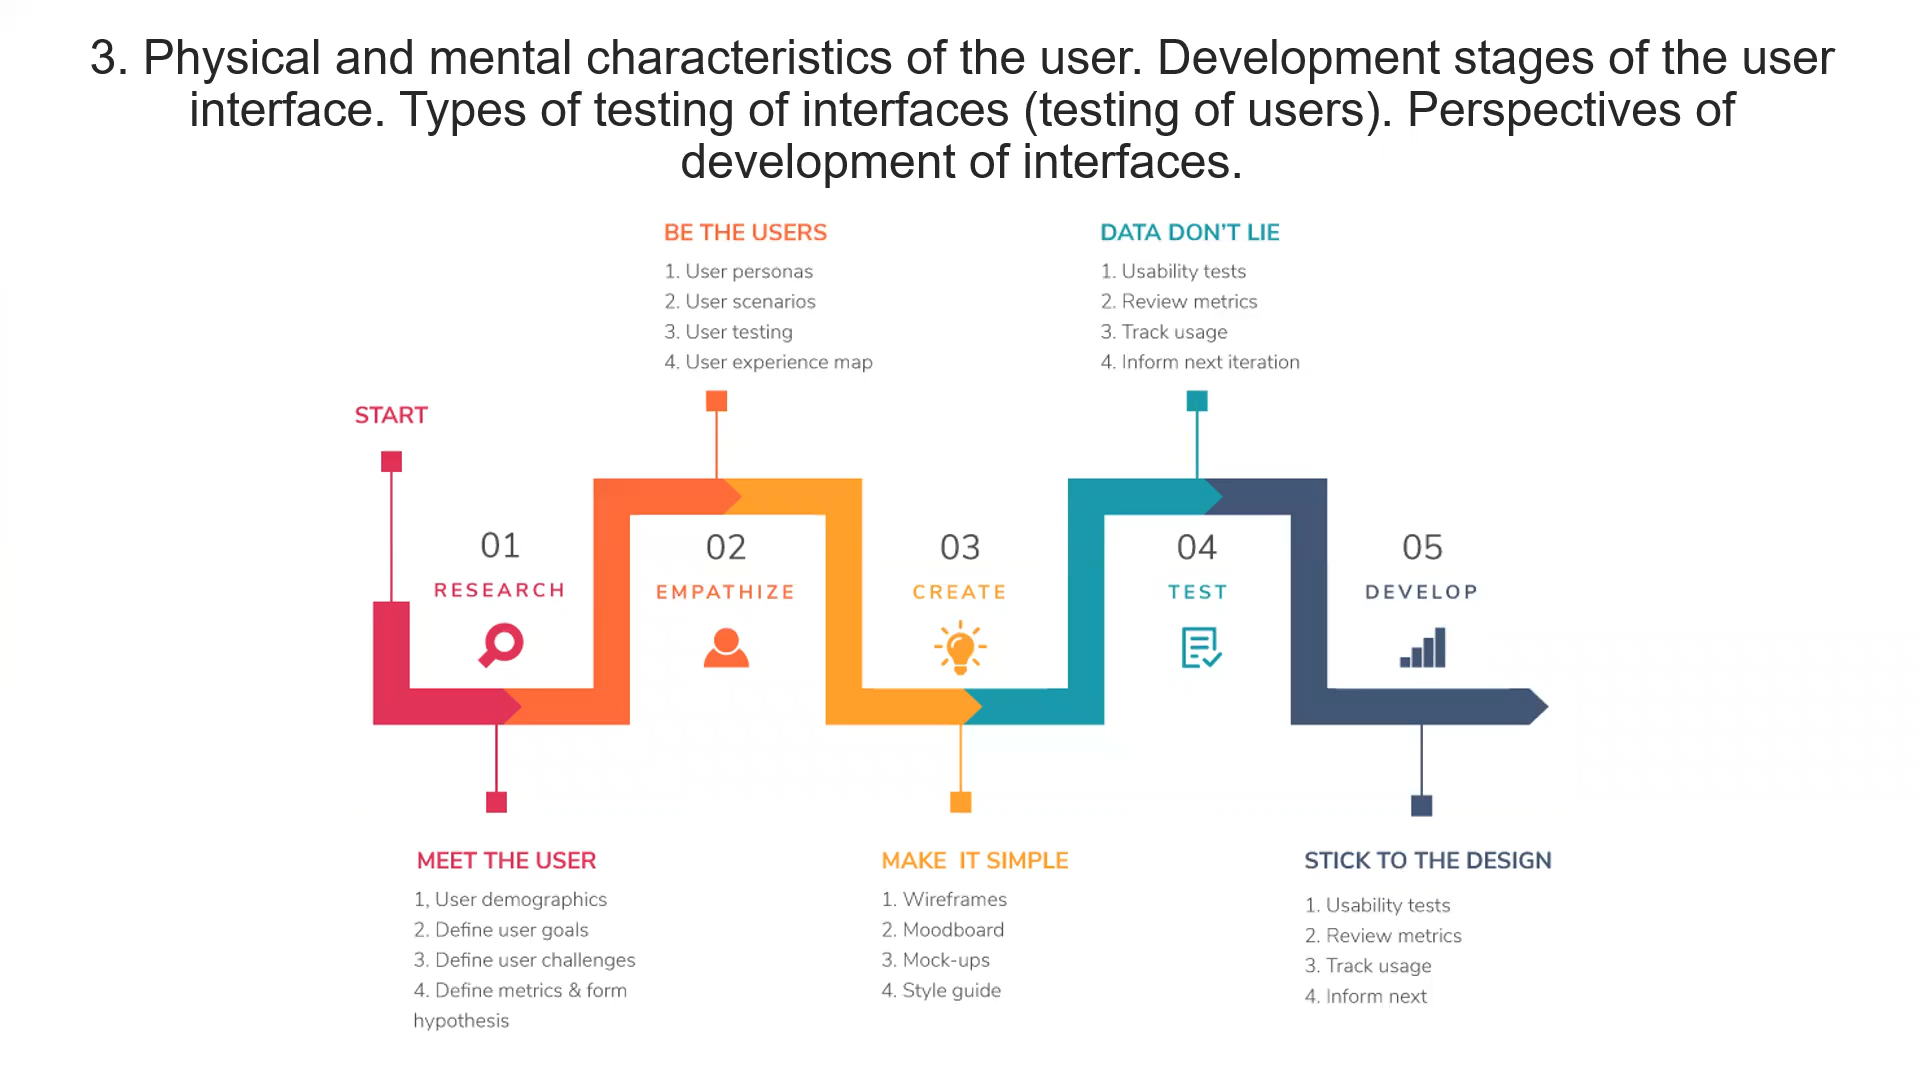 3. Physical and mental characteristics of the user. Development stages of the user
interface. Types of testing of interfaces (testing of users). Perspectives of
development of interfaces.
BE THE USERS
1. User personas
2. User scenarios
3. User testing
4. User experience map
DATA DON'T LIE
1. Usability tests
2. Review metrics
3. Track usage
4. Inform next iteration
START
01
RESEARCH
02
EMPATHIZE
03
CREATE
04
TEST
05
DEVELOP
MEET THE USER
1, User demographics
2. Define user goals
3. Define user challenges
4. Define metrics & form
hypothesis
MAKE  IT SIMPLE
1. Wireframes
2. Moodboard
3. Mock-ups
4. Style guide
STICK TO THE DESIGN
1. Usability tests
2. Review metrics
3. Track usage
4. Inform next